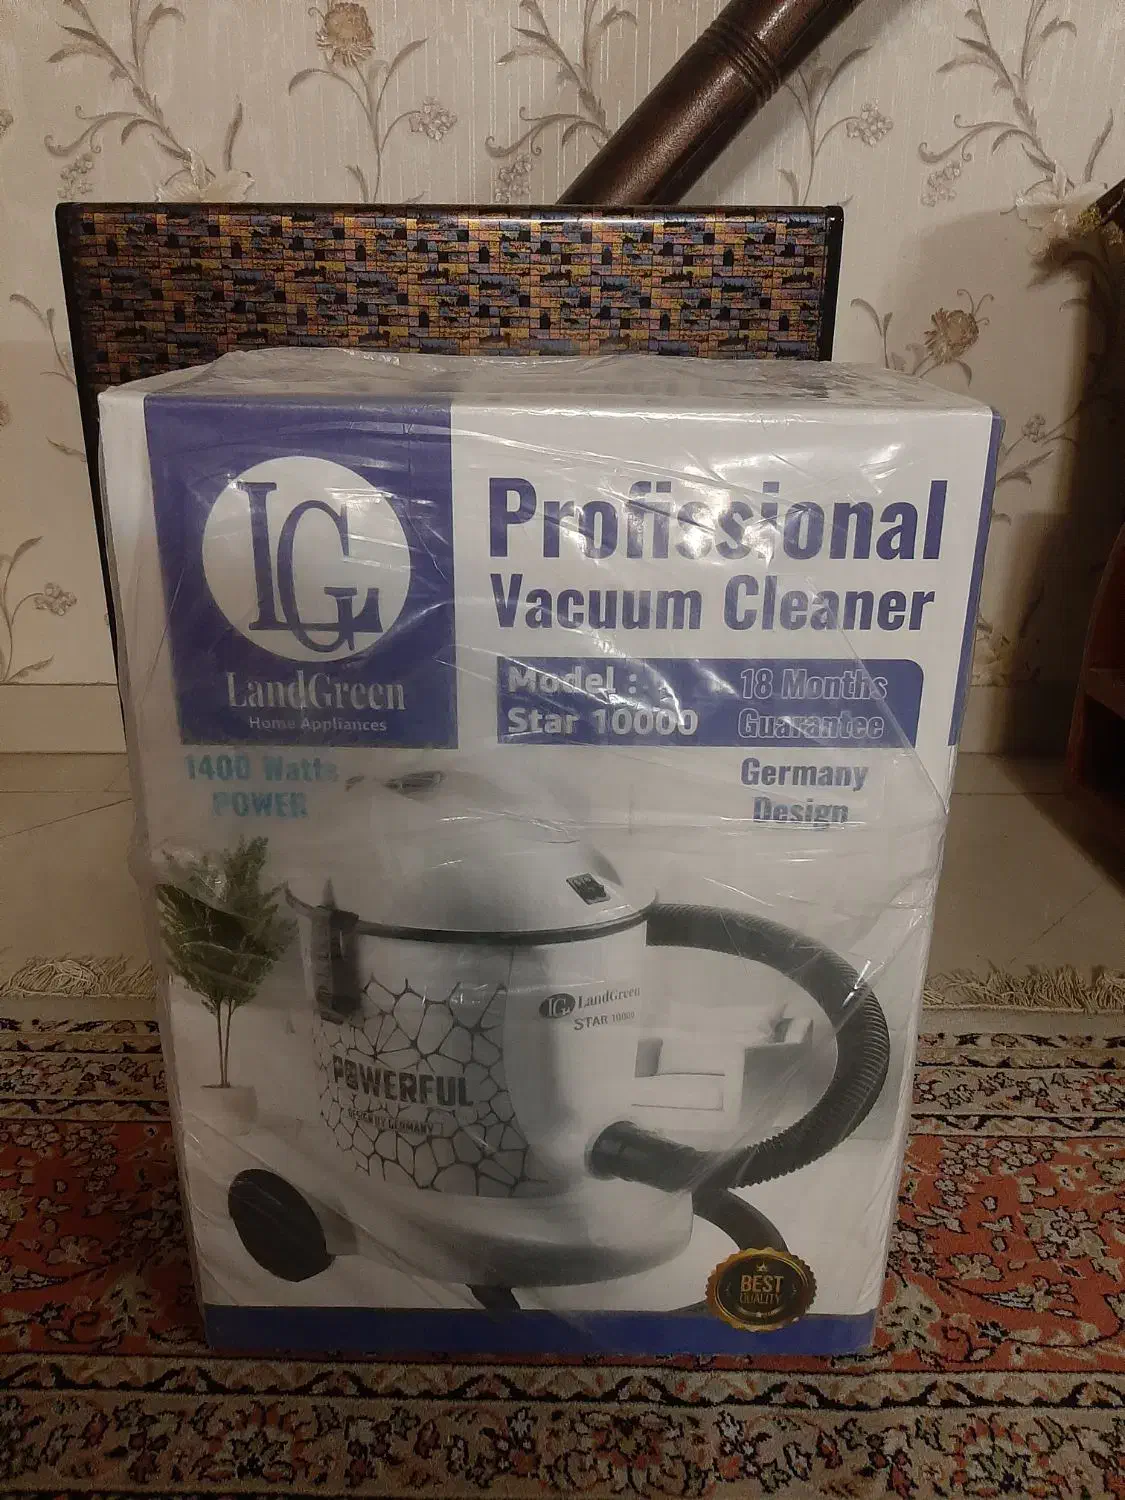 LG
LandGreen
Home Appliances
Profissional
Vacuum Cleaner
Model :
Star 10000
18 Months
Guarantee
1400 Watts
POWER
Germany
Design
LG LandGreen
STAR 10000
POWERFUL
DESIGN BY GERMANY
BEST
QUALITY